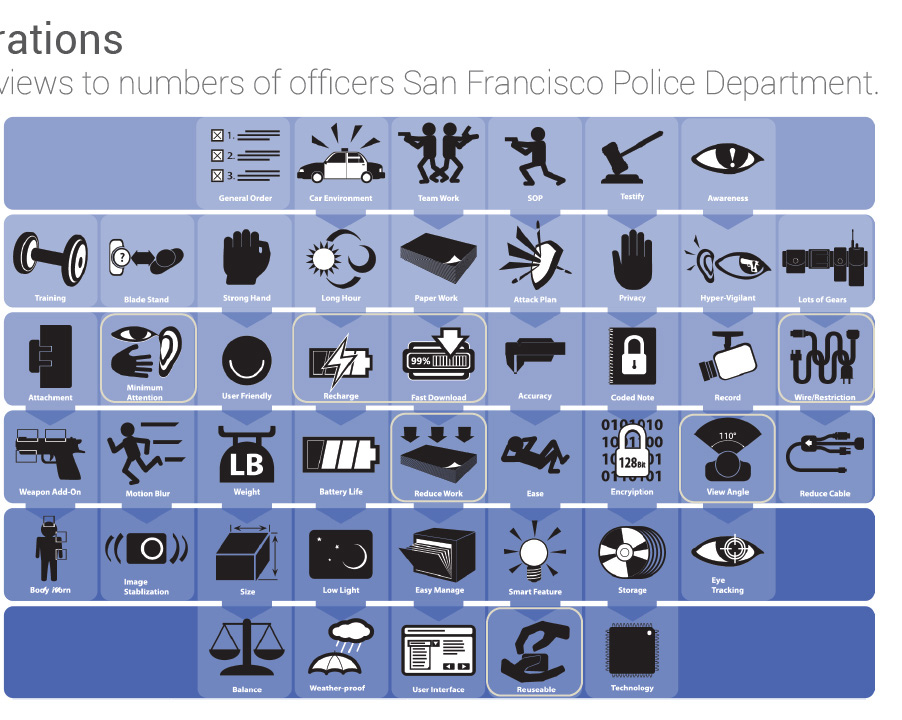 rations
views to numbers of officers San Francisco Police Department.
1.
2.
3.
General Order
Car Environment
Team Work
SOP
Testify
Awareness
?
Training
Blade Stand
Strong Hand
Long Hour
Paper Work
Attack Plan
Privacy
Hyper-Vigilant
Lots of Gears
99%
Attachment
Minimum
Attention
User Friendly
Recharge
Fast Download
Accuracy
Coded Note
Record
Wire/Restriction
LB
0101010
128Bit
110°
Weapon Add-On
Motion Blur
Weight
Battery Life
Reduce Work
Ease
Encryiption
View Angle
Reduce Cable
Body Worn
Image
Stablization
Size
Low Light
Easy Manage
Smart Feature
Storage
Eye
Tracking
Balance
Weather-proof
User Interface
Reuseable
Technology